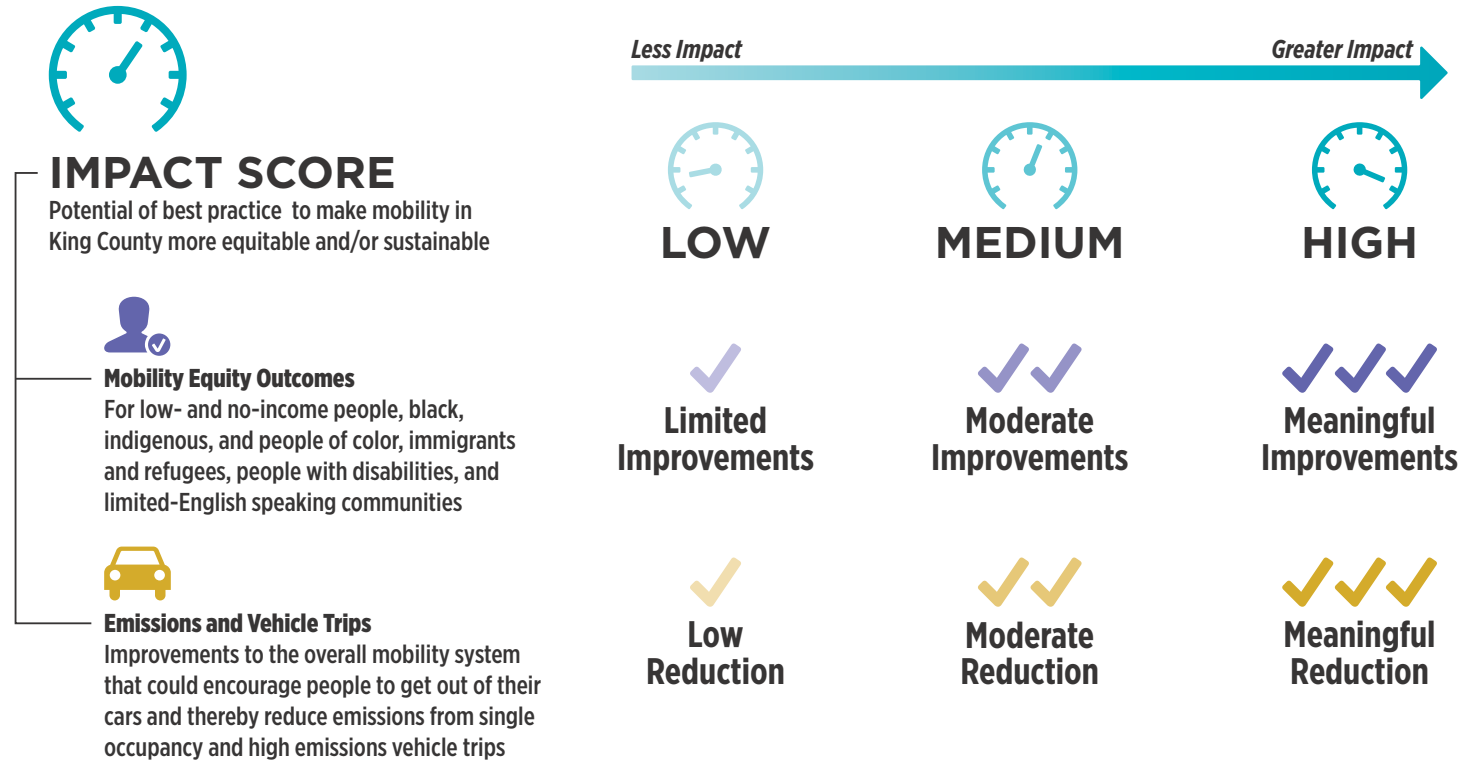 Less Impact
Greater Impact
IMPACT SCORE
Potential of best practice to make mobility in
King County more equitable and/or sustainable
LOW
MEDIUM
HIGH
Mobility Equity Outcomes
For low- and no-income people, black,
indigenous, and people of color, immigrants
and refugees, people with disabilities, and
limited-English speaking communities
Limited
Improvements
Moderate
Improvements
Meaningful
Improvements
Emissions and Vehicle Trips
Improvements to the overall mobility system
that could encourage people to get out of their
cars and thereby reduce emissions from single
occupancy and high emissions vehicle trips
Low
Reduction
Moderate
Reduction
Meaningful
Reduction